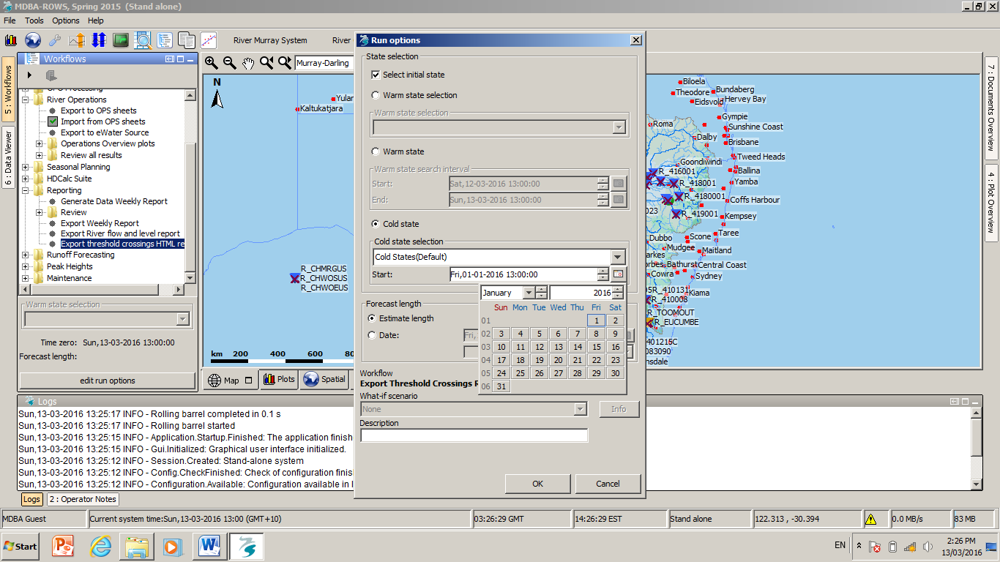 MDBA-ROWS, Spring 2015 (Stand alone)
File Tools Options Help
River Murray System River
5 : Workflows
6 : Data Viewer
Workflows
River Operations
Export to OPS sheets
Import from OPS sheets
Export to eWater Source
Operations Overview plots
Review all results
Seasonal Planning
HDCalc Suite
Reporting
Generate Data Weekly Report
Review
Export Weekly Report
Export River flow and level report
Export threshold crossings HTML re
Runoff Forecasting
Peak Heights
Maintenance
Warm state selection
Time zero: Sun,13-03-2016 13:00:00
Forecast length:
edit run options
Murray-Darling
N
Yular
Kaltukatjara
R_CHMRGUS
R_CHWOSUS
R_CHWOEUS
km 200 400 600 80
Map Plots Spatial
Run options
State selection
Select initial state
Warm state selection
Warm state selection
Warm state
Warm state search interval
Start: Sat,12-03-2016 13:00:00
End: Sun,13-03-2016 13:00:00
Cold state
Cold state selection
Cold States(Default)
Start: Fri,01-01-2016 13:00:00
January 2016
Sun Mon Tue Wed Thu Fri Sat
01 1 2
02 3 4 5 6 7 8 9
03 10 11 12 13 14 15 16
04 17 18 19 20 21 22 23
05 24 25 26 27 28 29 30
06 31
Forecast length
Estimate length
Date: Fri,
Workflow
Export Threshold Crossings R
What-if scenario
None
Info
Description
OK Cancel
Biloela
Theodore
Bundaberg
Eidsvold
Hervey Bay
Gympie
Roma
Sunshine Coast
Dalby
Brisbane
Tweed Heads
Goondiwindi
Ballina
R_416001
Yamba
R_418001
R_4180001
Coffs Harbour
023
R_419001
Kempsey
Taree
Dubbo
Scone
Mudgee
Maitland
arkes
orbes
Bathurst
Central Coast
Cowra
Sydney
05R_410131
Kiama
R_410008
R_TOOMOUT
R_EUCUMBE
401215C
083090
nsdale
7 : Documents Overview
4 : Plot Overview
Logs
Sun,13-03-2016 13:25:17 INFO - Rolling barrel completed in 0.1 s
Sun,13-03-2016 13:25:17 INFO - Rolling barrel started
Sun,13-03-2016 13:25:15 INFO - Application.Startup.Finished: The application finish
Sun,13-03-2016 13:25:15 INFO - Gui.Initialized: Graphical user interface initialized.
Sun,13-03-2016 13:25:12 INFO - Session.Created: Stand-alone system
Sun,13-03-2016 13:25:12 INFO - Config.CheckFinished: Check of configuration finis
Sun,13-03-2016 13:25:12 INFO - Configuration.Available: Configuration available in l
Logs 2 : Operator Notes
MDBA Guest Current system time:Sun,13-03-2016 13:00 (GMT+10) 03:26:29 GMT 14:26:29 EST Stand alone 122.313 , -30.394 0.0 MB/s 83 MB
Start EN 2:26 PM
13/03/2016